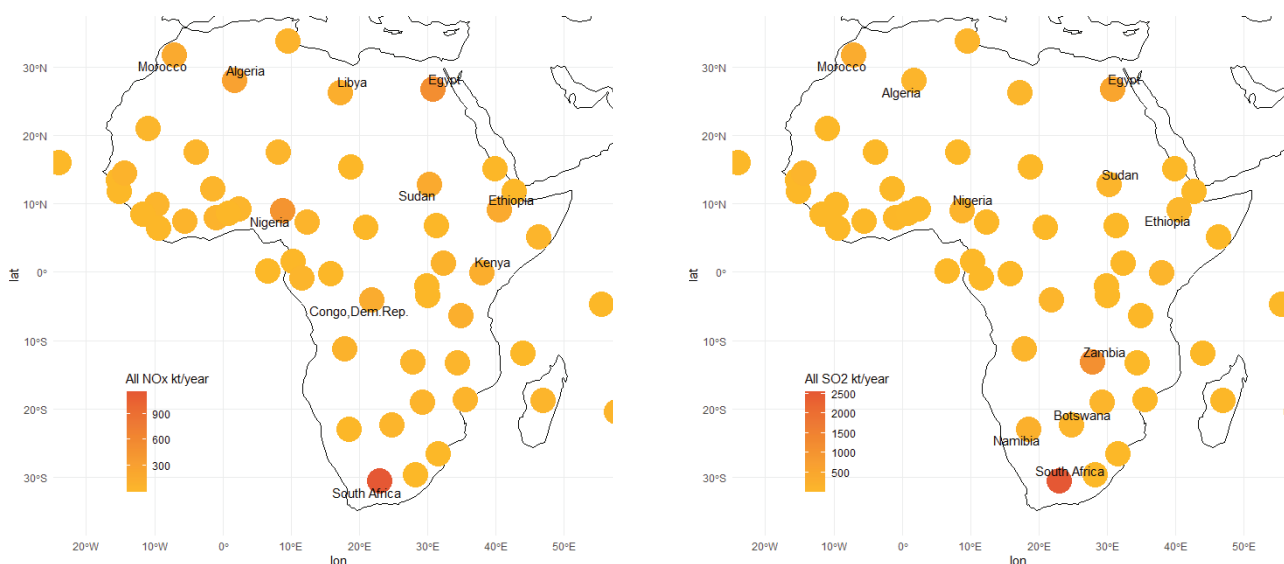 30°N
20°N
10°N
0°
10°S
20°S
30°S
lat
Morocco
Algeria
Libya
Egypt
Sudan
Ethiopia
Nigeria
Kenya
Congo,Dem.Rep.
South Africa
All NOx kt/year
900
600
300
20°W
10°W
0°
10°E
20°E
30°E
40°E
50°E
lon
30°N
20°N
10°N
0°
10°S
20°S
30°S
lat
Morocco
Algeria
Egypt
Sudan
Nigeria
Ethiopia
Zambia
Botswana
Namibia
South Africa
All SO2 kt/year
2500
2000
1500
1000
500
20°W
10°W
0°
10°E
20°E
30°E
40°E
50°E
lon